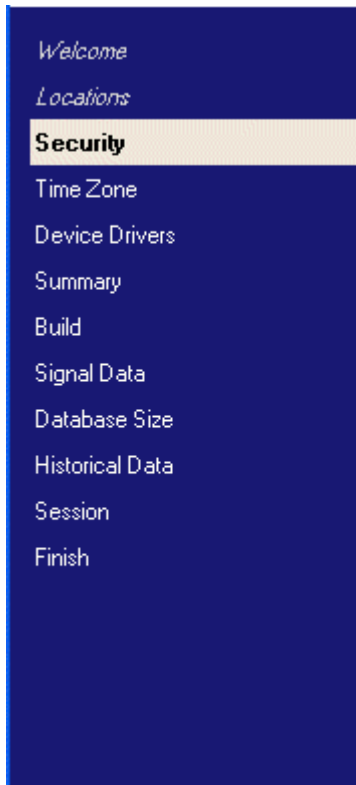 Welcome
Locations
Security
Time Zone
Device Drivers
Summary
Build
Signal Data
Database Size
Historical Data
Session
Finish